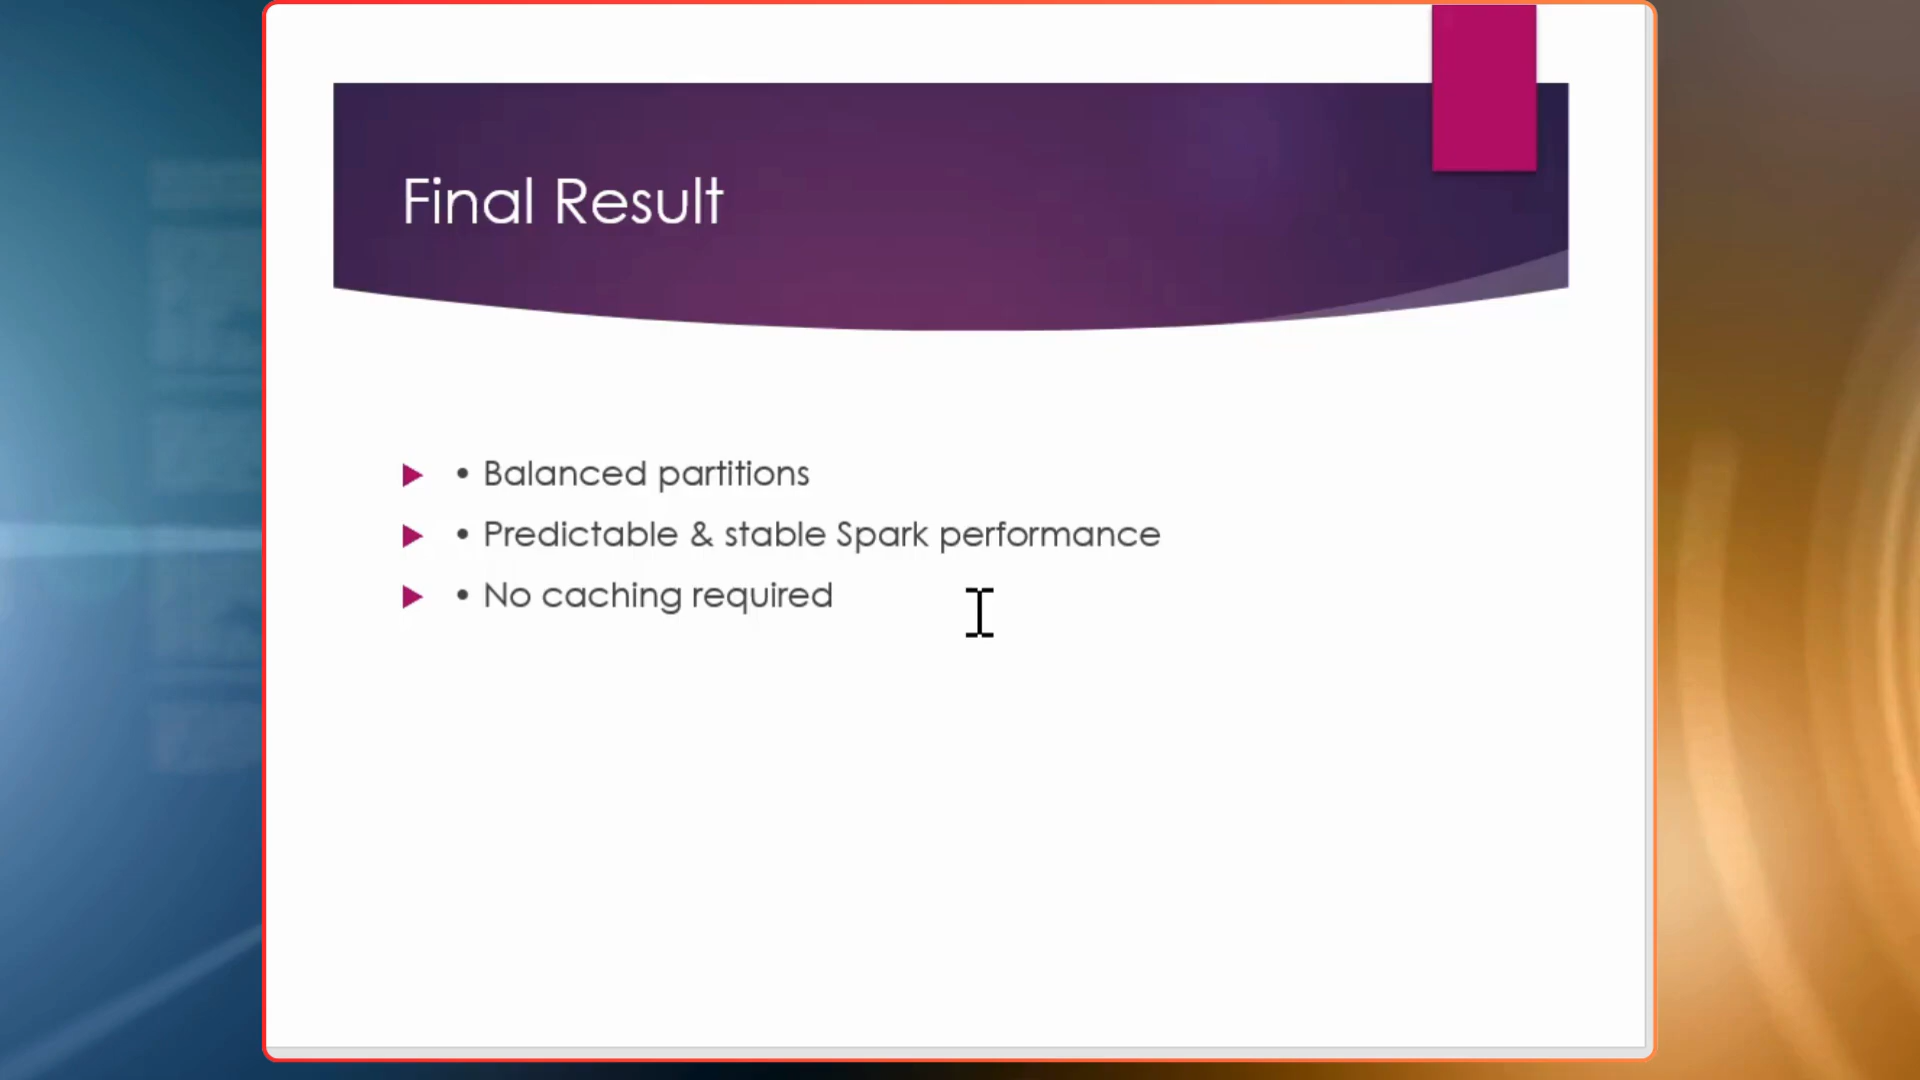 Final Result
• Balanced partitions
• Predictable & stable Spark performance
• No caching required